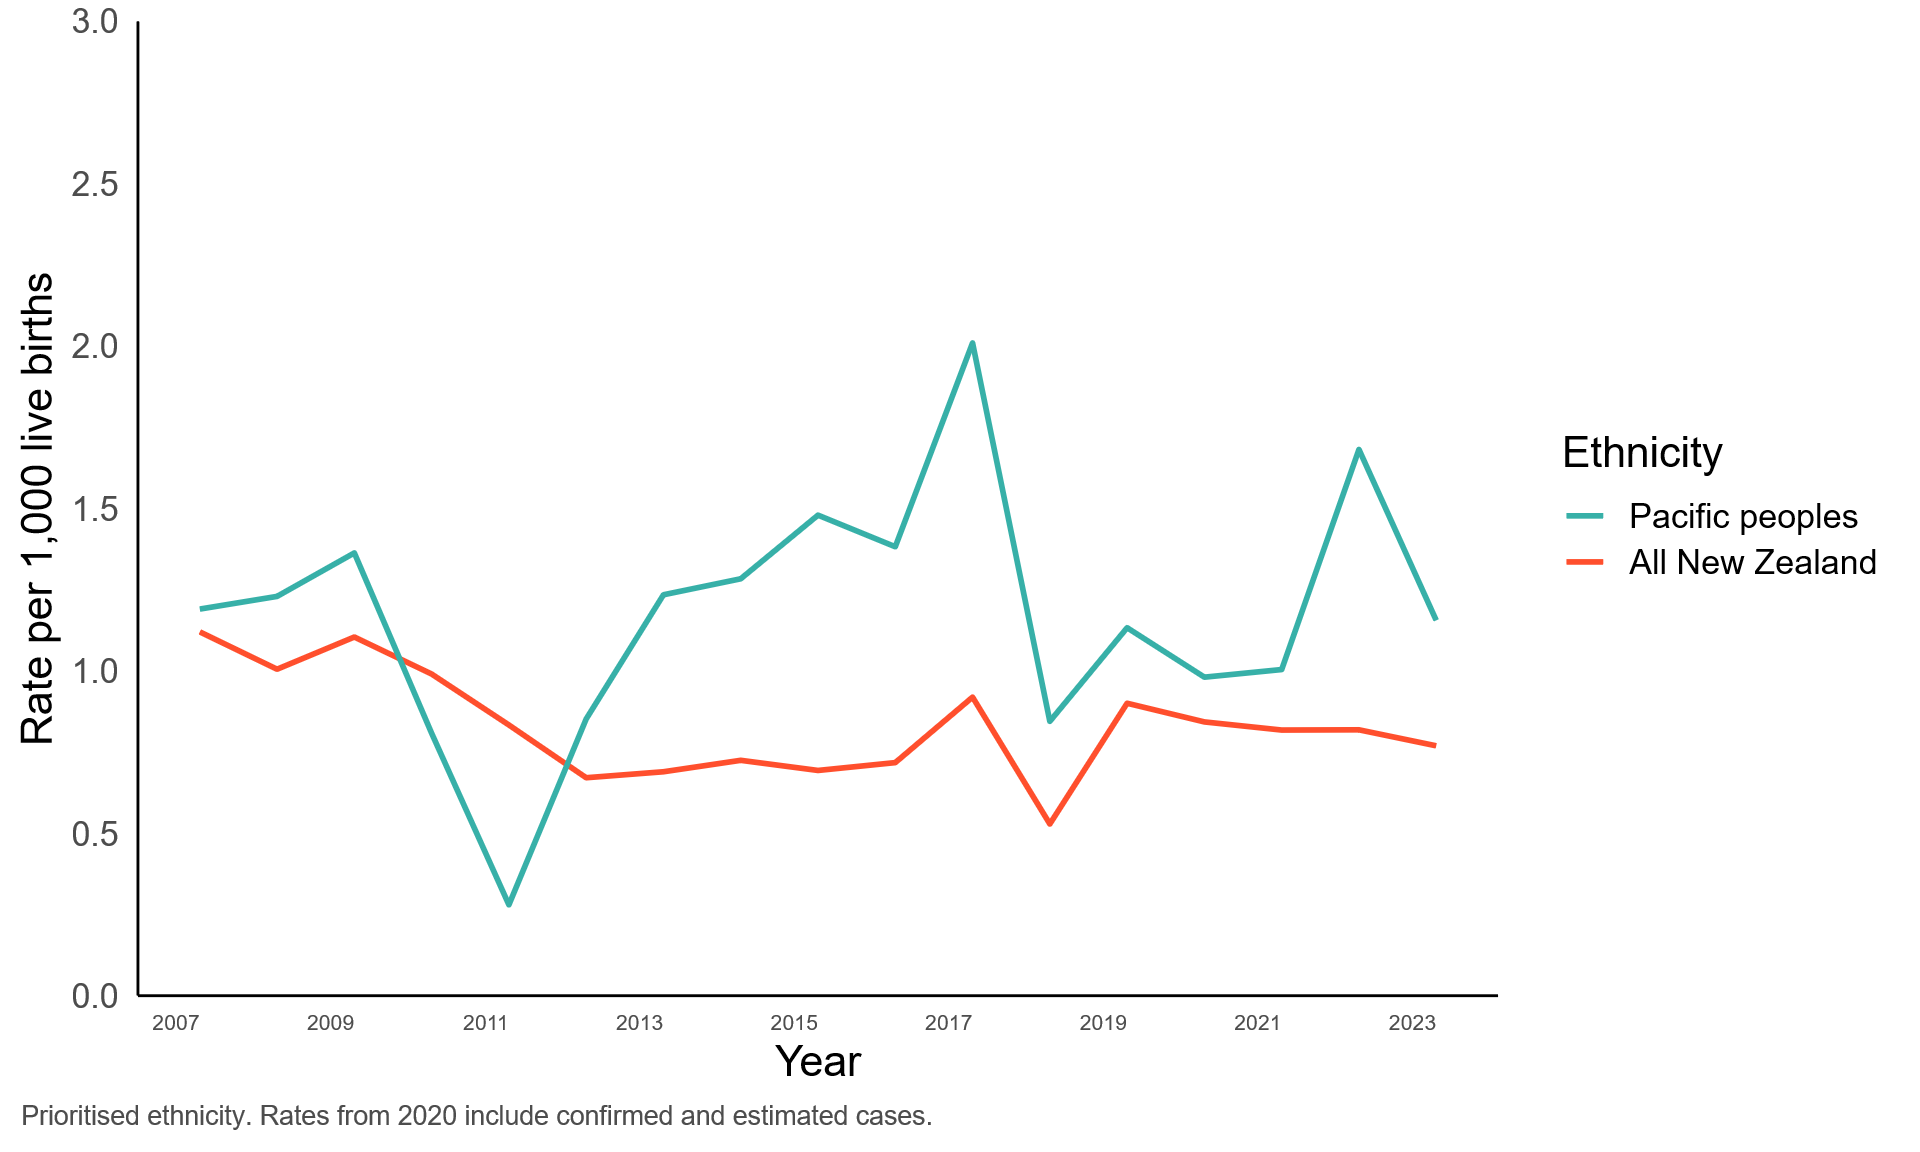 3.0
2.5
2.0
1.5
1.0
0.5
0.0
Rate per 1,000 live births
2007 2009 2011 2013 2015 2017 2019 2021 2023
Year
Ethnicity
Pacific peoples
All New Zealand
Prioritised ethnicity. Rates from 2020 include confirmed and estimated cases.